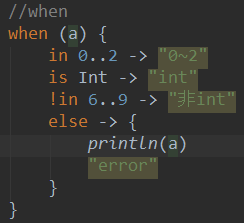 //when
when (a) {
in 0..2 -> "0~2"
is Int -> "int"
!in 6..9 -> "非int"
else -> {
println(a)
"error"
}
}